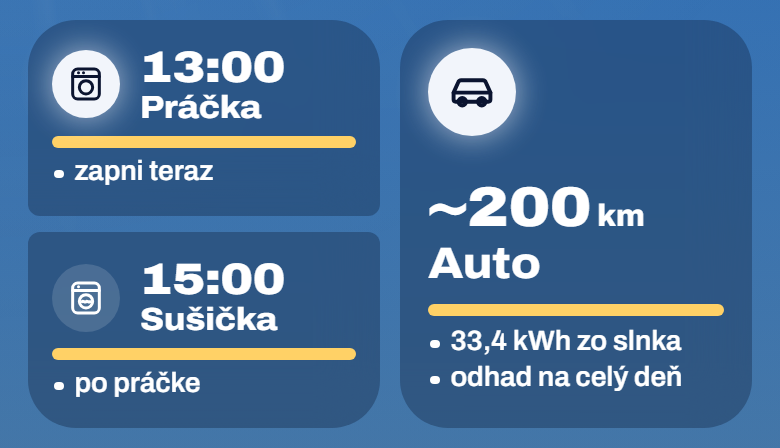 13:00
Práčka
zapni teraz
15:00
Sušička
po práčke
~200 km
Auto
33,4 kWh zo slnka
odhad na celý deň